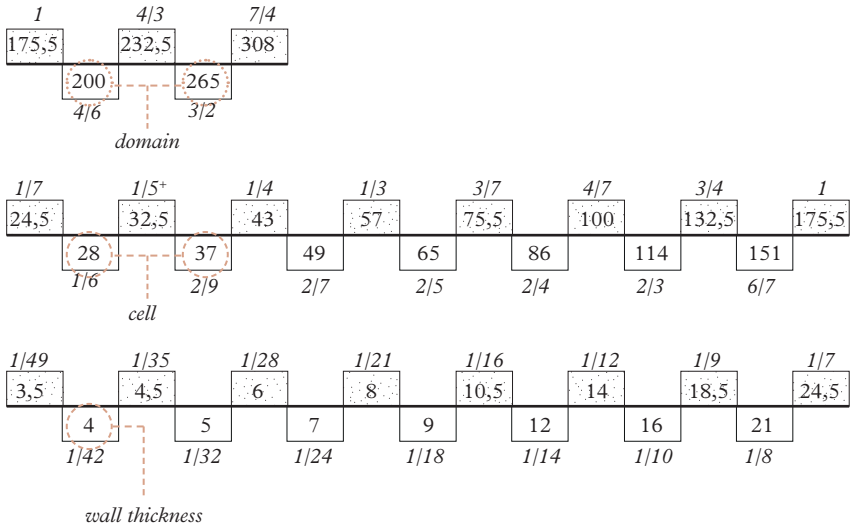 1 4/3 7/4
175,5 232,5 308
200 265
4/6 3/2
domain
1/7 1/5+ 1/4 1/3 3/7 4/7 3/4 1
24,5 32,5 43 57 75,5 100 132,5 175,5
28 37 49 65 86 114 151
1/6 2/9 2/7 2/5 2/4 2/3 6/7
cell
1/49 1/35 1/28 1/21 1/16 1/12 1/9 1/7
3,5 4,5 6 8 10,5 14 18,5 24,5
4 5 7 9 12 16 21
1/42 1/32 1/24 1/18 1/14 1/10 1/8
wall thickness